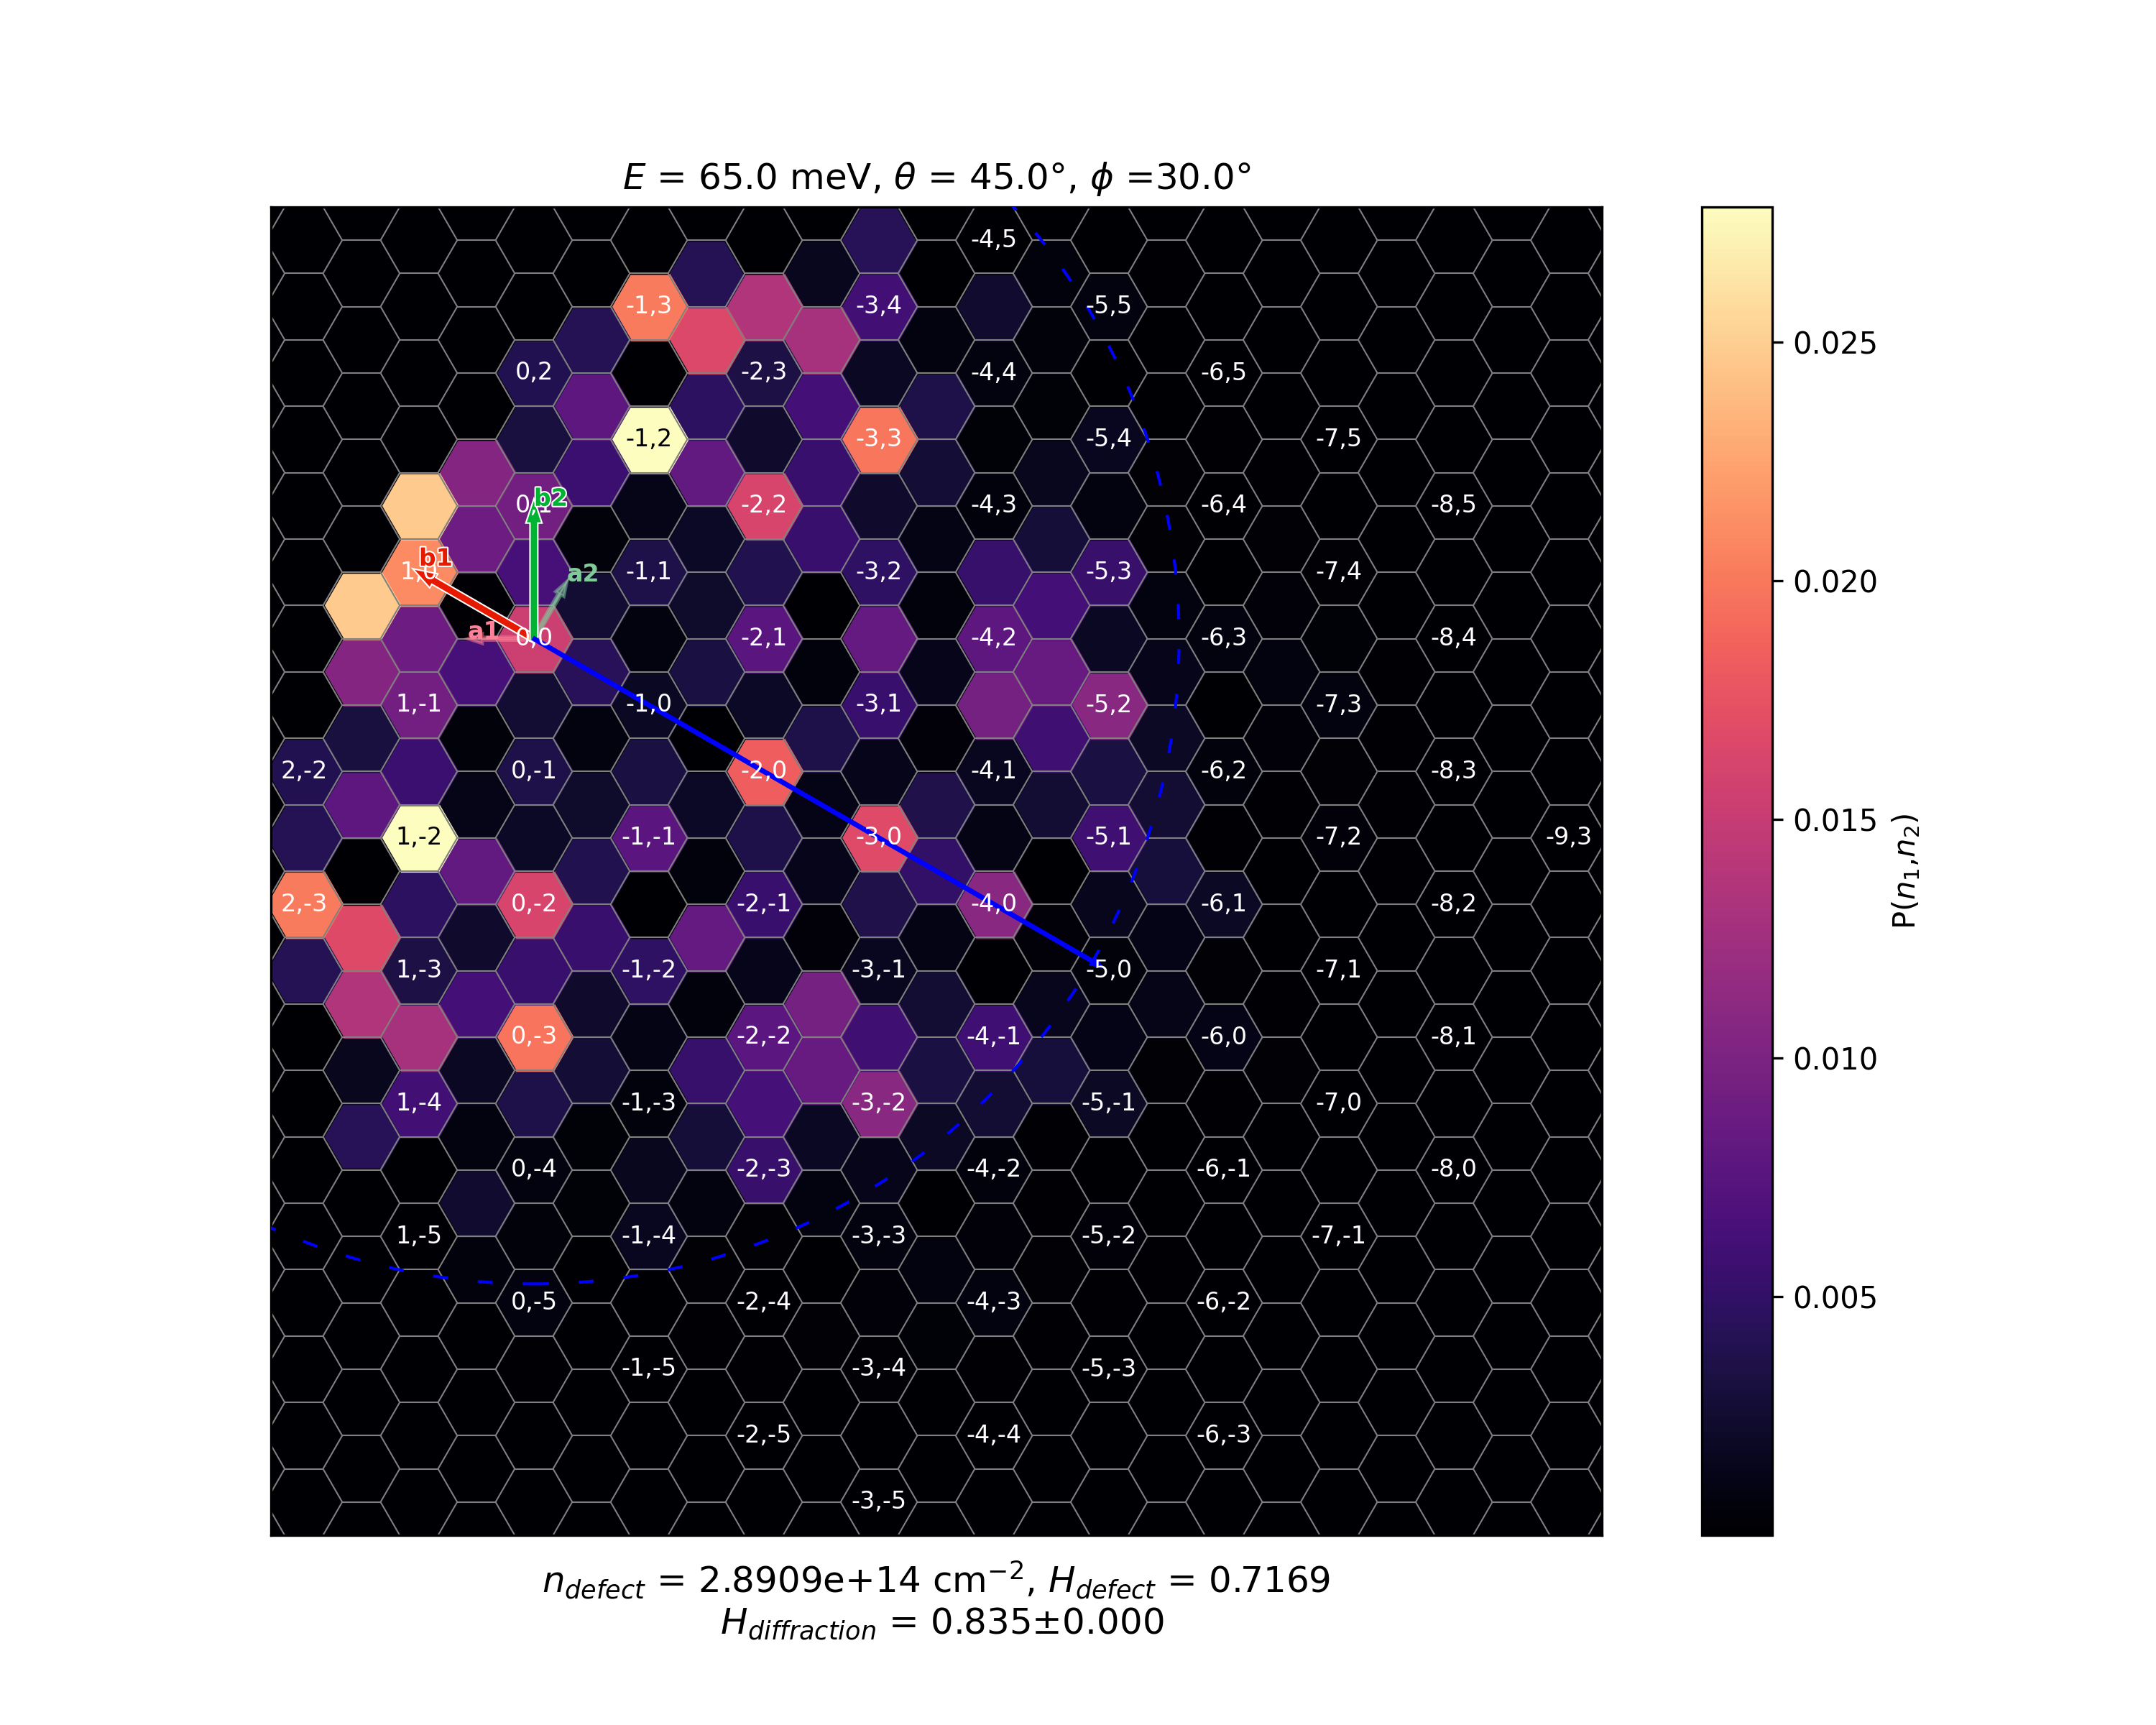 E = 65.0 meV, θ = 45.0°, ϕ =30.0°
-4,5
-1,3 -3,4 -5,5
0,2 -2,3 -4,4 -6,5
-1,2 -3,3 -5,4 -7,5
b2 -2,2 -4,3 -6,4 -8,5
b1 a2 -1,1 -3,2 -5,3 -7,4
a1 0,0 -2,1 -4,2 -6,3 -8,4
1,-1 -1,0 -3,1 -5,2 -7,3
2,-2 0,-1 -2,0 -4,1 -6,2 -8,3
1,-2 -1,-1 -3,0 -5,1 -7,2 -9,3
2,-3 0,-2 -2,-1 -4,0 -6,1 -8,2
1,-3 -1,-2 -3,-1 -5,0 -7,1
0,-3 -2,-2 -4,-1 -6,0 -8,1
1,-4 -1,-3 -3,-2 -5,-1 -7,0
0,-4 -2,-3 -4,-2 -6,-1 -8,0
1,-5 -1,-4 -3,-3 -5,-2 -7,-1
0,-5 -2,-4 -4,-3 -6,-2
-1,-5 -3,-4 -5,-3
-2,-5 -4,-4 -6,-3
-3,-5
0.025
0.020
0.015
0.010
0.005
P(n₁,n₂)
n_defect = 2.8909e+14 cm⁻², H_defect = 0.7169
H_diffraction = 0.835±0.000